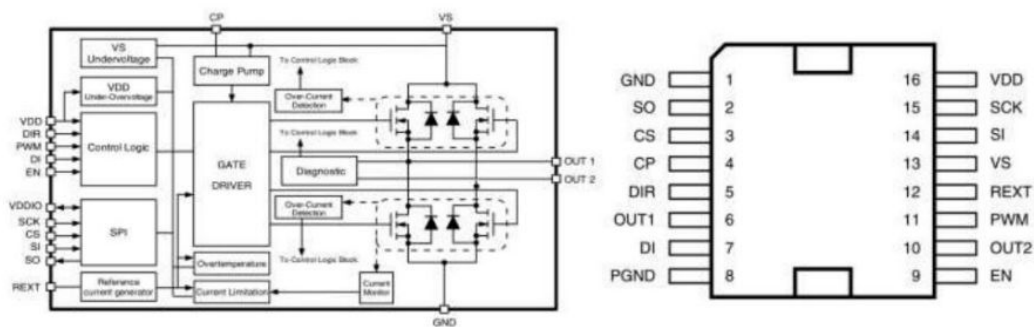 CP
VS
VS
Undervoltage
Charge Pump
To Control Logic Block
VDD
Under-Overvoltage
Over-Current
Detection
VDD
DIR
PWM
DI
EN
Control Logic
GATE
DRIVER
To Control Logic Block
Diagnostic
OUT 1
OUT 2
VDDIO
SCK
CS
SI
SO
SPI
Over-Current
Detection
To Control Logic Block
Overtemperature
REXT
Reference
current generator
Current Limitation
Current
Monitor
GND
GND 1 16 VDD
SO 2 15 SCK
CS 3 14 SI
CP 4 13 VS
DIR 5 12 REXT
OUT1 6 11 PWM
DI 7 10 OUT2
PGND 8 9 EN